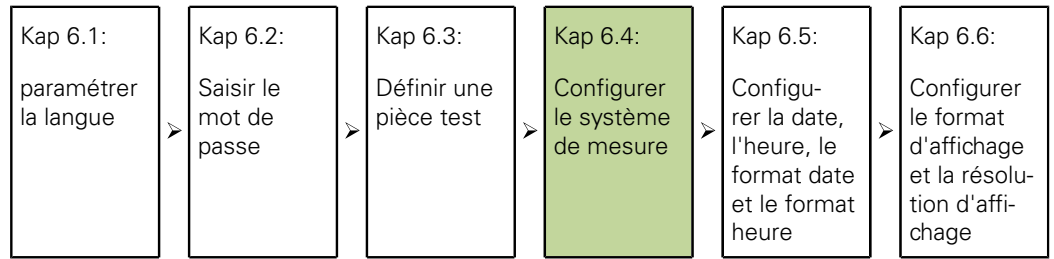 Kap 6.1:
paramétrer
la langue
Kap 6.2:
Saisir le
mot de
passe
Kap 6.3:
Définir une
pièce test
Kap 6.4:
Configurer
le système
de mesure
Kap 6.5:
Configu-
rer la date,
l'heure, le
format date
et le format
heure
Kap 6.6:
Configurer
le format
d'affichage
et la résolu-
tion d'affi-
chage